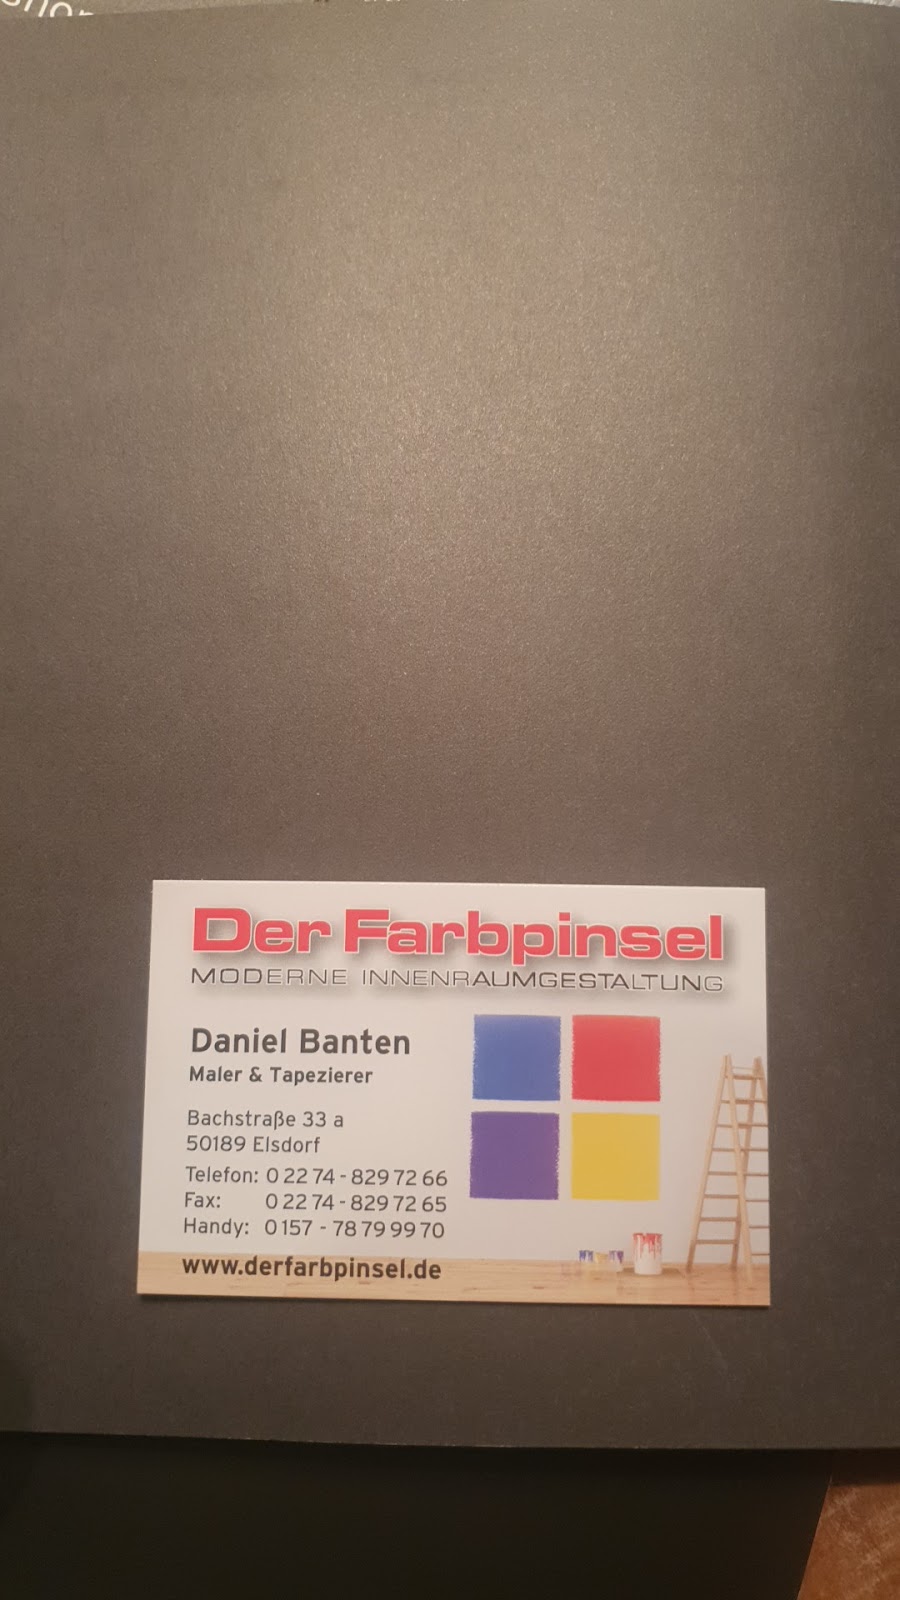 Der Farbpinsel
MODERNE INNENRAUMGESTALTUNG
Daniel Banten
Maler & Tapezierer
Bachstraße 33 a
50189 Elsdorf
Telefon: 0 22 74 - 829 72 66
Fax: 0 22 74 - 829 72 65
Handy: 0157 - 78 79 99 70
www.derfarbpinsel.de